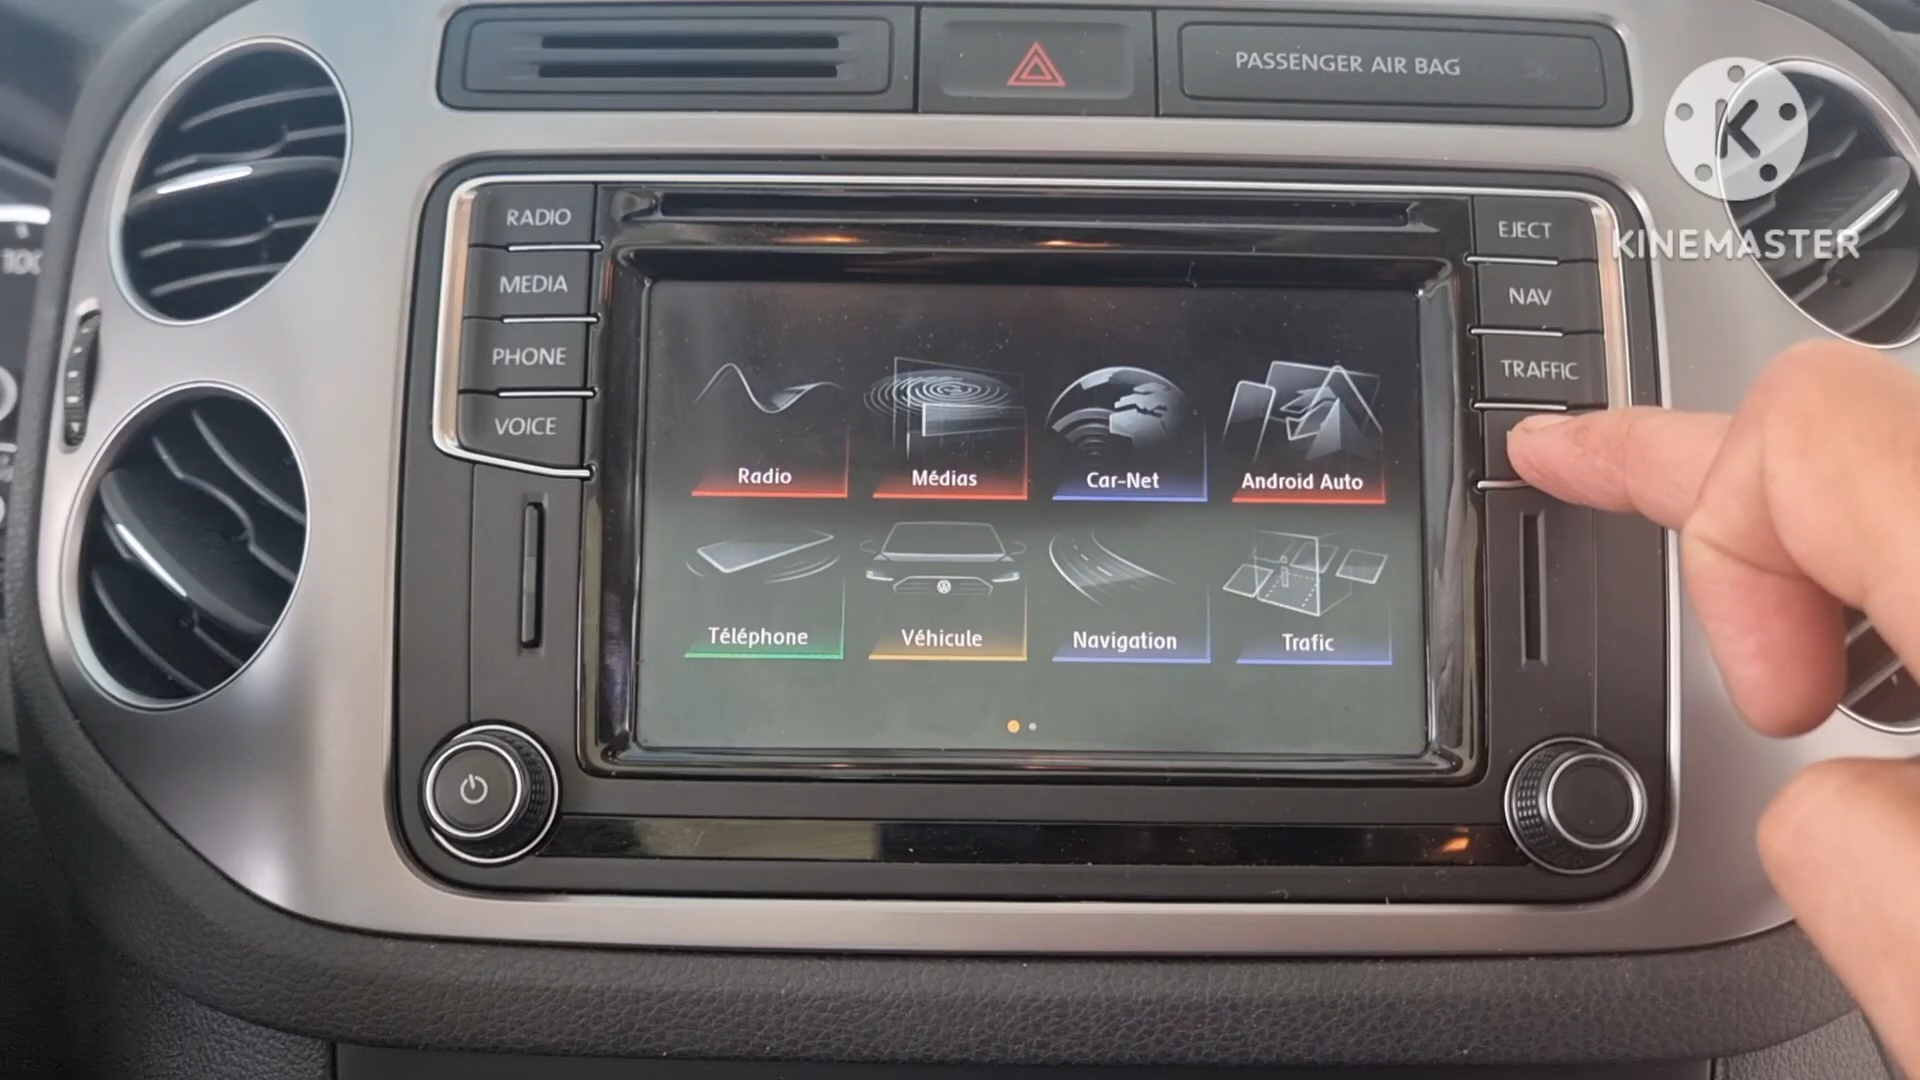 PASSENGER AIR BAG
K
KINEMASTER
RADIO
MEDIA
PHONE
VOICE
EJECT
NAV
TRAFFIC
Radio
Médias
Car-Net
Android Auto
Téléphone
Véhicule
Navigation
Trafic
100